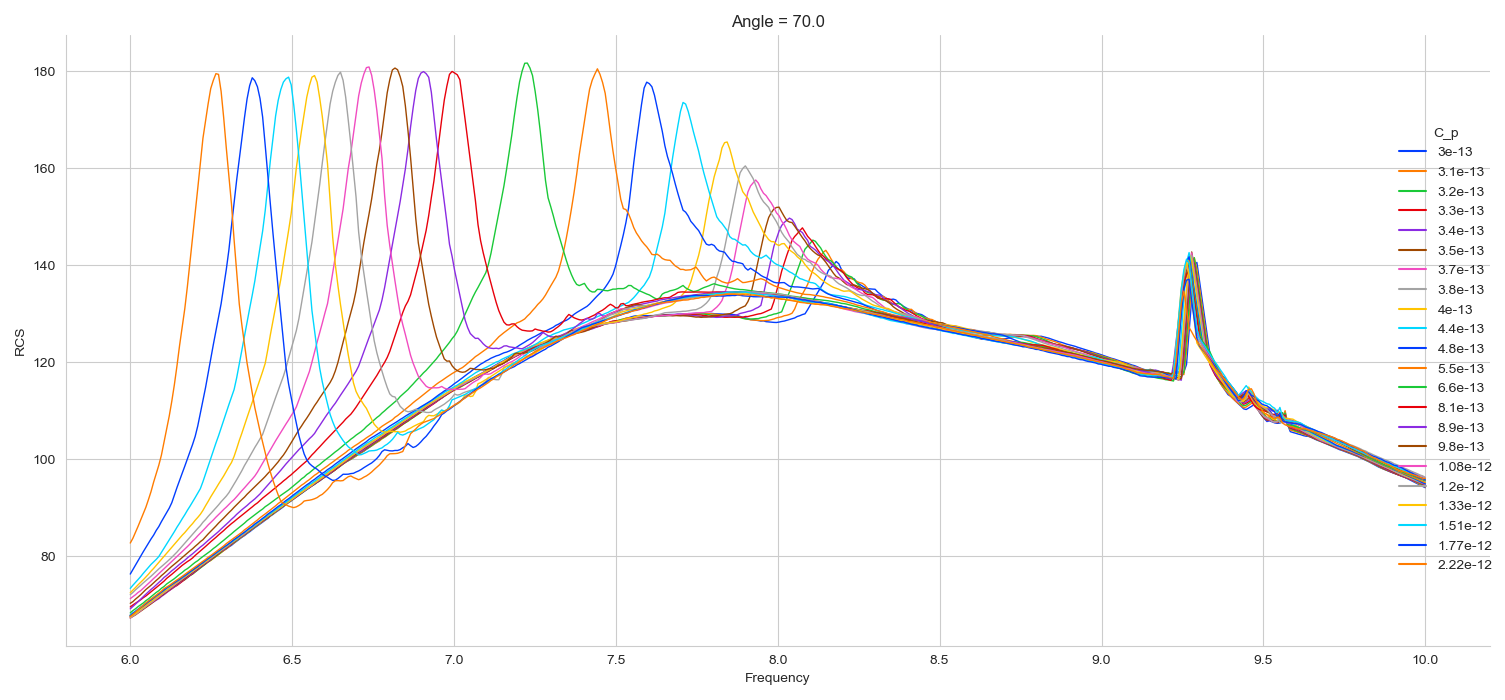 Angle = 70.0
180
160
140
120
100
80
RCS
6.0
6.5
7.0
7.5
8.0
8.5
9.0
9.5
10.0
Frequency
C_p
3e-13
3.1e-13
3.2e-13
3.3e-13
3.4e-13
3.5e-13
3.7e-13
3.8e-13
4e-13
4.4e-13
4.8e-13
5.5e-13
6.6e-13
8.1e-13
8.9e-13
9.8e-13
1.08e-12
1.2e-12
1.33e-12
1.51e-12
1.77e-12
2.22e-12